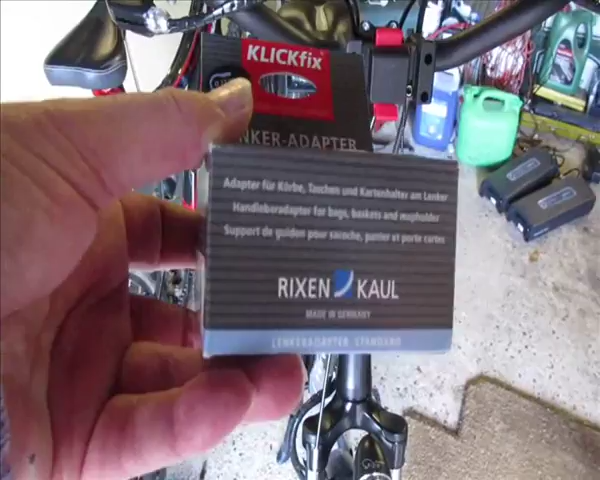 KLICKfix
NKER-ADAPTER
Adapter für Körbe, Taschen und Kartenhalter am Lenker
Handlebaradapter for bags, baskets and mapholder
Support de guidon pour sacoche, panier et porte cartes
RIXEN KAUL
MADE IN GERMANY
LENKERADAPTER STANDARD